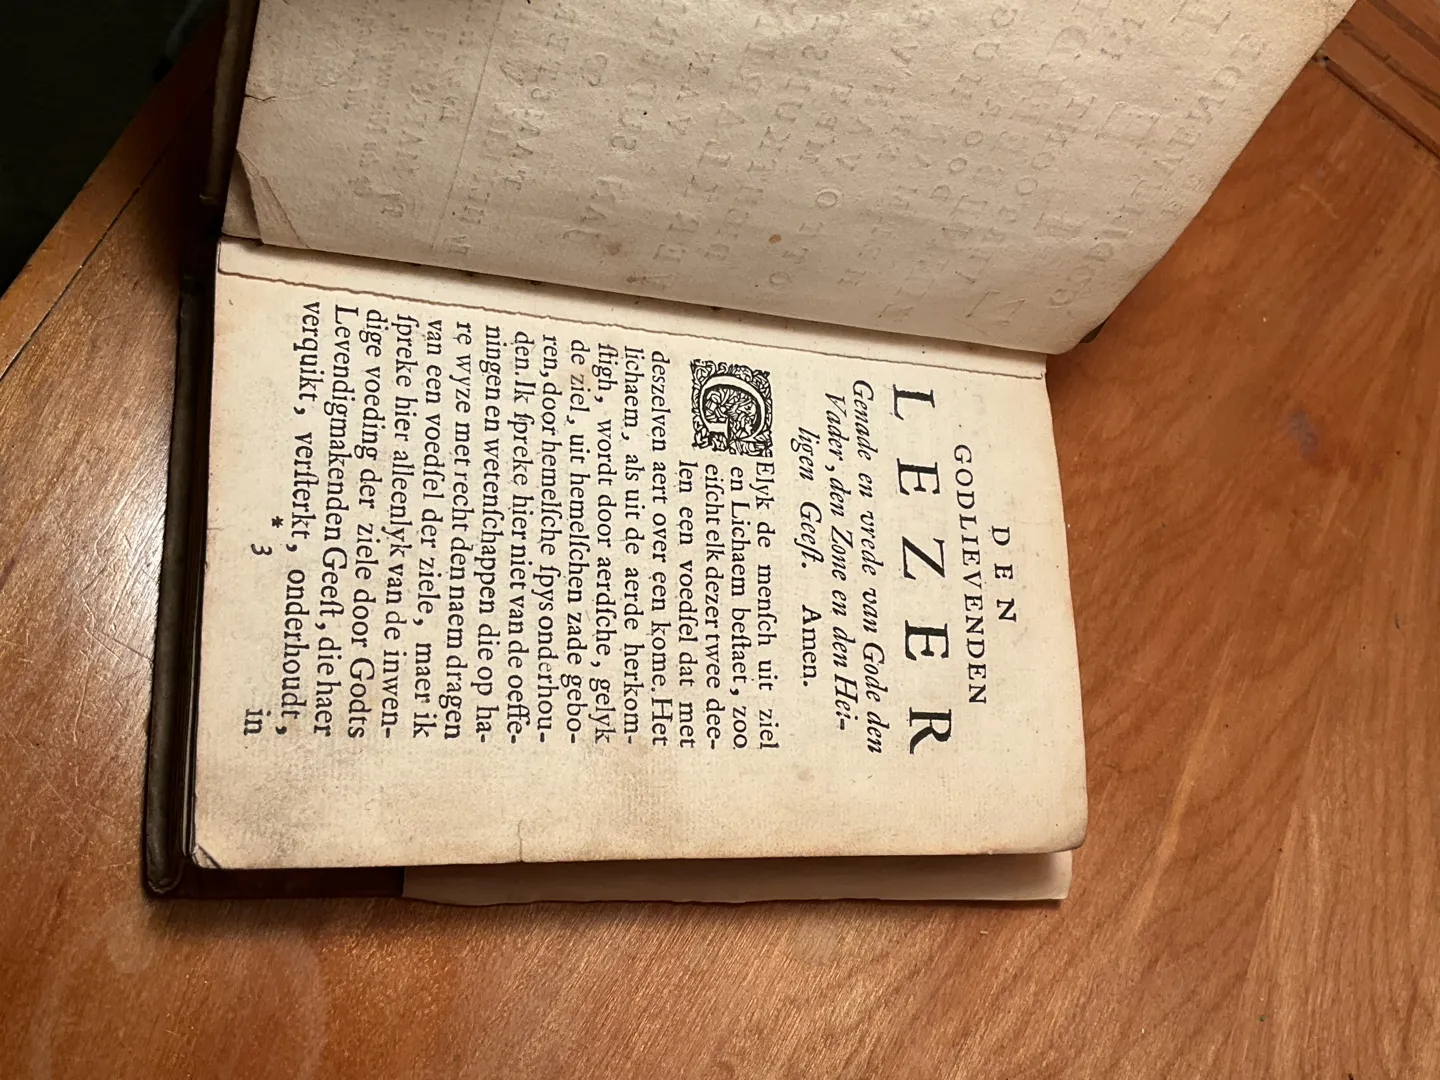 DEN
GODLIEVENDEN
LEZER
Genade en vrede van Gode den
Vader, den Zone en den Hei-
ligen Geeſt. Amen.
GElyk de menſch uit ziel
en Lichaem beſtaet, zoo
eiſcht elk dezer twee dee-
len een voedſel dat met
deszelven aert over een kome. Het
lichaem, als uit de aerde herkom-
ſtigh, wordt door aerdſche, gelyk
de ziel, uit hemelſchen zade gebo-
ren, door hemelſche ſpys onderhou-
den. Ik ſpreke hier niet van de oeffe-
ningen en wetenſchappen die op ha-
re wyze met recht den naem dragen
van een voedſel der ziele, maer ik
ſpreke hier alleenlyk van de inwen-
dige voeding der ziele door Godts
Levendigmakenden Geeſt, die haer
verquikt, verſterkt, onderhoudt,
* 3
in